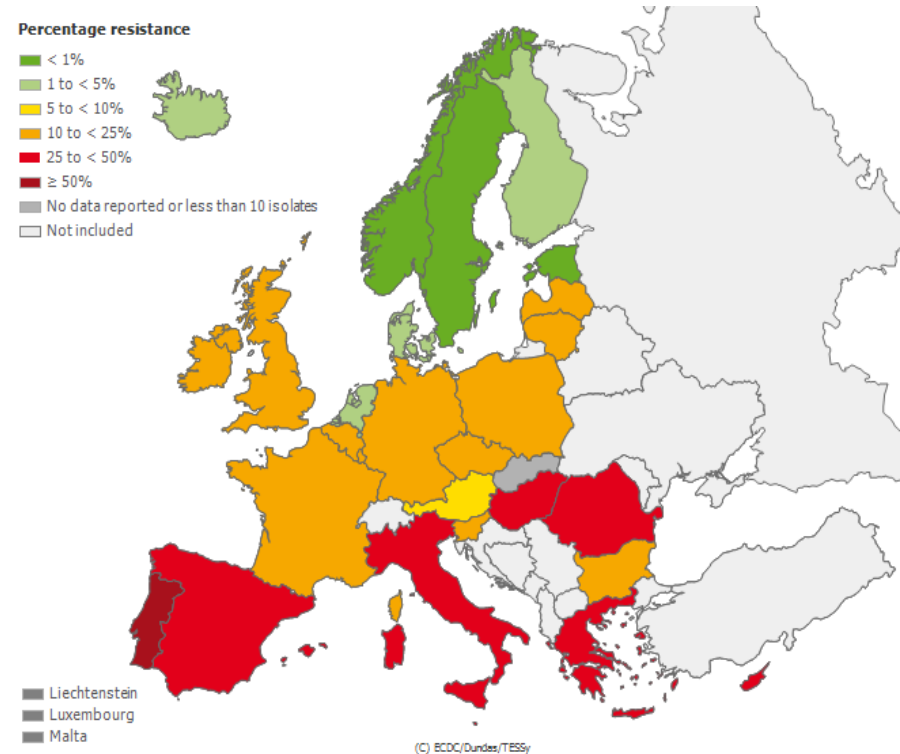 Percentage resistance
< 1%
1 to < 5%
5 to < 10%
10 to < 25%
25 to < 50%
≥ 50%
No data reported or less than 10 isolates
Not included
Liechtenstein
Luxembourg
Malta
(C) ECDC/Dundas/TESSy